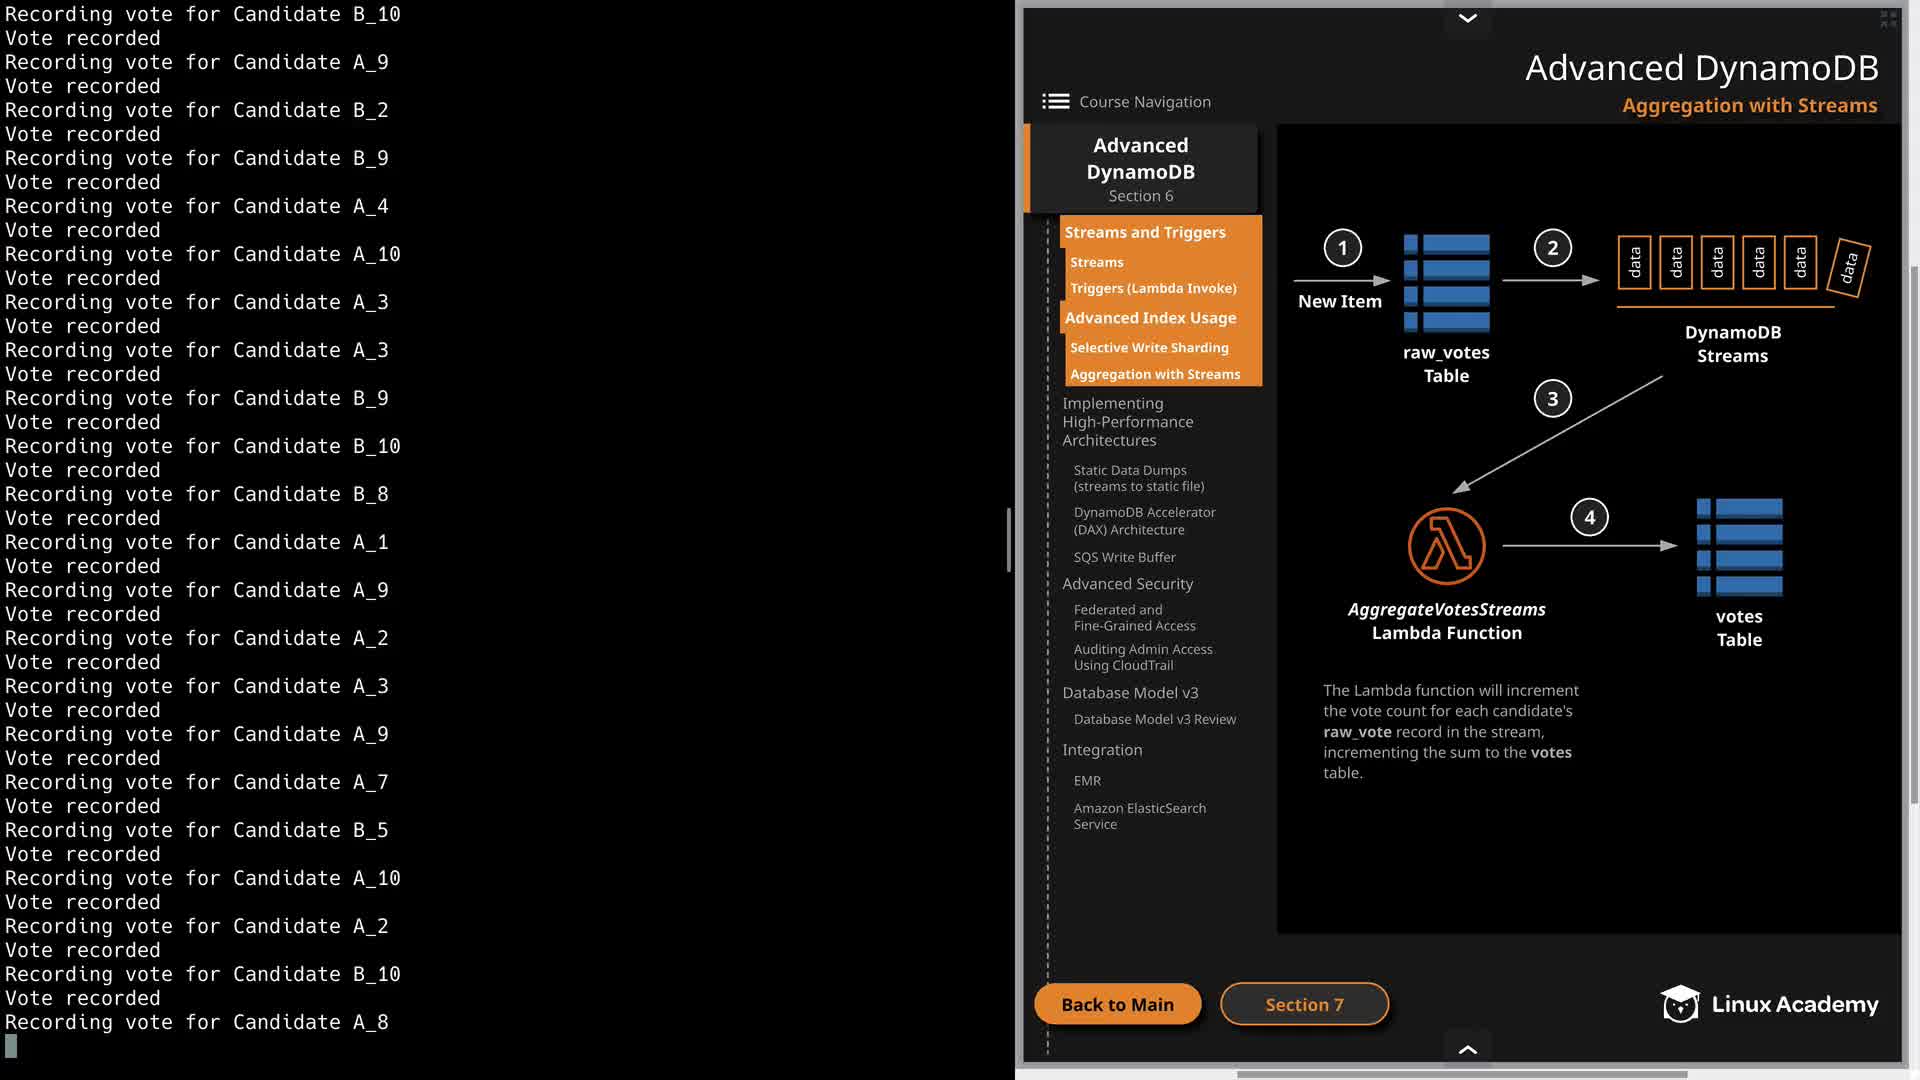 Recording vote for Candidate B_10
Vote recorded
Recording vote for Candidate A_9
Vote recorded
Recording vote for Candidate B_2
Vote recorded
Recording vote for Candidate B_9
Vote recorded
Recording vote for Candidate A_4
Vote recorded
Recording vote for Candidate A_10
Vote recorded
Recording vote for Candidate A_3
Vote recorded
Recording vote for Candidate A_3
Vote recorded
Recording vote for Candidate B_9
Vote recorded
Recording vote for Candidate B_10
Vote recorded
Recording vote for Candidate B_8
Vote recorded
Recording vote for Candidate A_1
Vote recorded
Recording vote for Candidate A_9
Vote recorded
Recording vote for Candidate A_2
Vote recorded
Recording vote for Candidate A_3
Vote recorded
Recording vote for Candidate A_9
Vote recorded
Recording vote for Candidate A_7
Vote recorded
Recording vote for Candidate B_5
Vote recorded
Recording vote for Candidate A_10
Vote recorded
Recording vote for Candidate A_2
Vote recorded
Recording vote for Candidate B_10
Vote recorded
Recording vote for Candidate A_8
Advanced DynamoDB
Aggregation with Streams
Course Navigation
Advanced
DynamoDB
Section 6
Streams and Triggers
Streams
Triggers (Lambda Invoke)
Advanced Index Usage
Selective Write Sharding
Aggregation with Streams
Implementing
High-Performance
Architectures
Static Data Dumps
(streams to static file)
DynamoDB Accelerator
(DAX) Architecture
SQS Write Buffer
Advanced Security
Federated and
Fine-Grained Access
Auditing Admin Access
Using CloudTrail
Database Model v3
Database Model v3 Review
Integration
EMR
Amazon ElasticSearch
Service
1
New Item
raw_votes
Table
2
data
data
data
data
data
data
DynamoDB
Streams
3
AggregateVotesStreams
Lambda Function
4
votes
Table
The Lambda function will increment
the vote count for each candidate's
raw_vote record in the stream,
incrementing the sum to the votes
table.
Back to Main
Section 7
Linux Academy